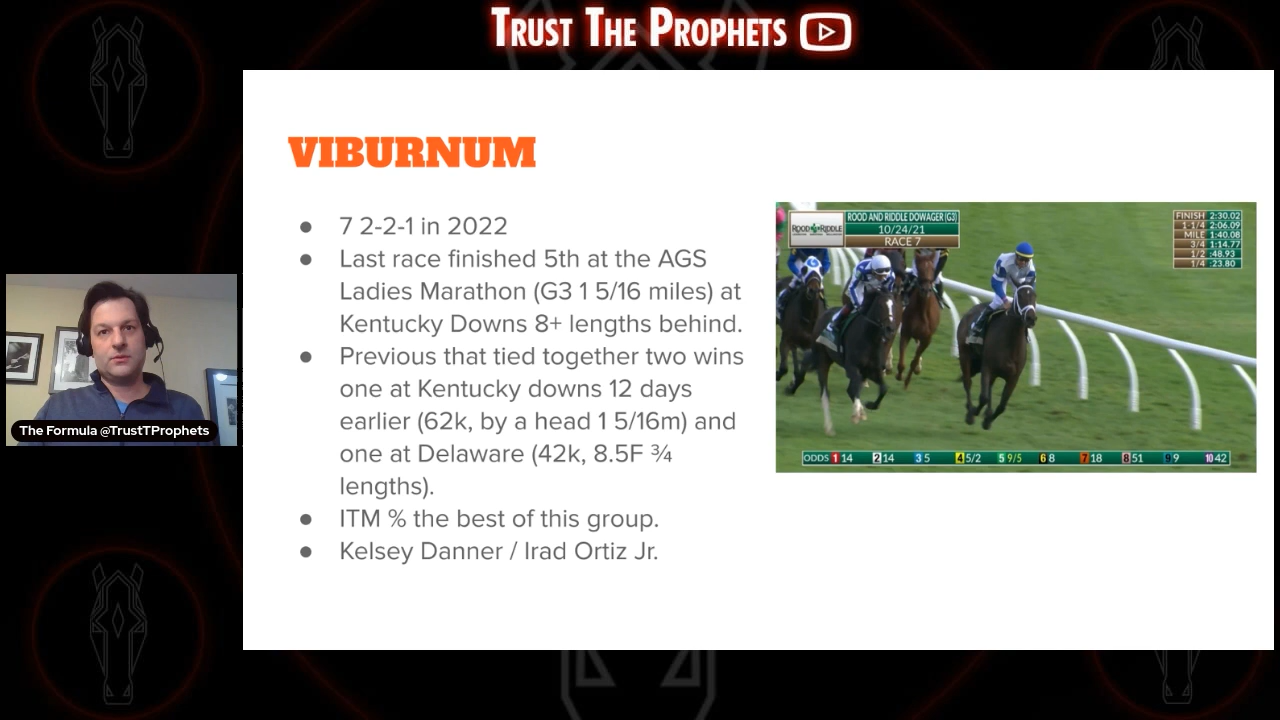 TRUST THE PROPHETS
VIBURNUM
● 7 2-2-1 in 2022
● Last race finished 5th at the AGS
Ladies Marathon (G3 1 5/16 miles) at
Kentucky Downs 8+ lengths behind.
● Previous that tied together two wins
one at Kentucky downs 12 days
earlier (62k, by a head 1 5/16m) and
one at Delaware (42k, 8.5F ¾
lengths).
● ITM % the best of this group.
● Kelsey Danner / Irad Ortiz Jr.
ROOD & RIDDLE
ROOD AND RIDDLE DOWAGER (G3)
10/24/21
RACE 7
FINISH 2:30.02
1-1/4 2:06.09
MILE 1:40.08
3/4 1:14.77
1/2 :48.93
1/4 :23.80
ODDS 1 14 2 14 3 5 4 5/2 5 9/5 6 8 7 18 8 51 9 9 10 42
The Formula @TrustTProphets